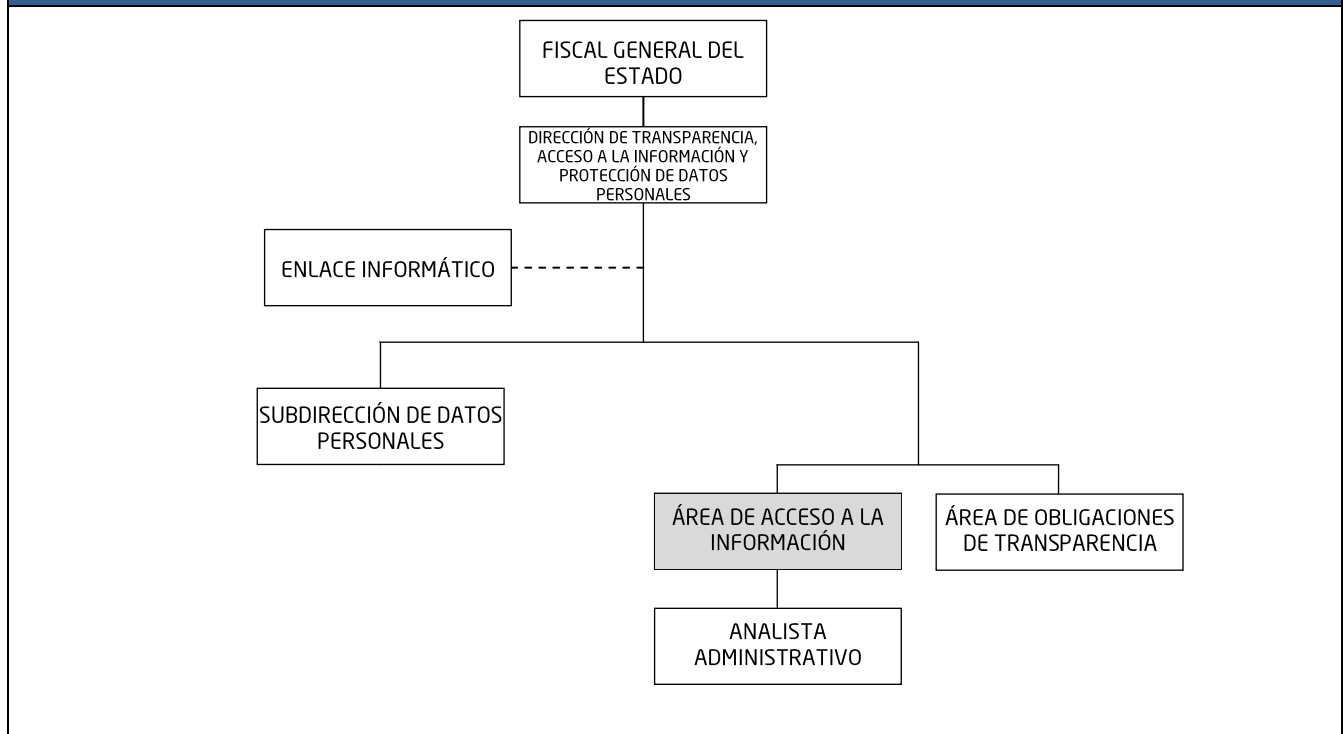 FISCAL GENERAL DEL
ESTADO
DIRECCIÓN DE TRANSPARENCIA,
ACCESO A LA INFORMACIÓN Y
PROTECCIÓN DE DATOS
PERSONALES
ENLACE INFORMÁTICO
SUBDIRECCIÓN DE DATOS
PERSONALES
ÁREA DE ACCESO A LA
INFORMACIÓN
ÁREA DE OBLIGACIONES
DE TRANSPARENCIA
ANALISTA
ADMINISTRATIVO